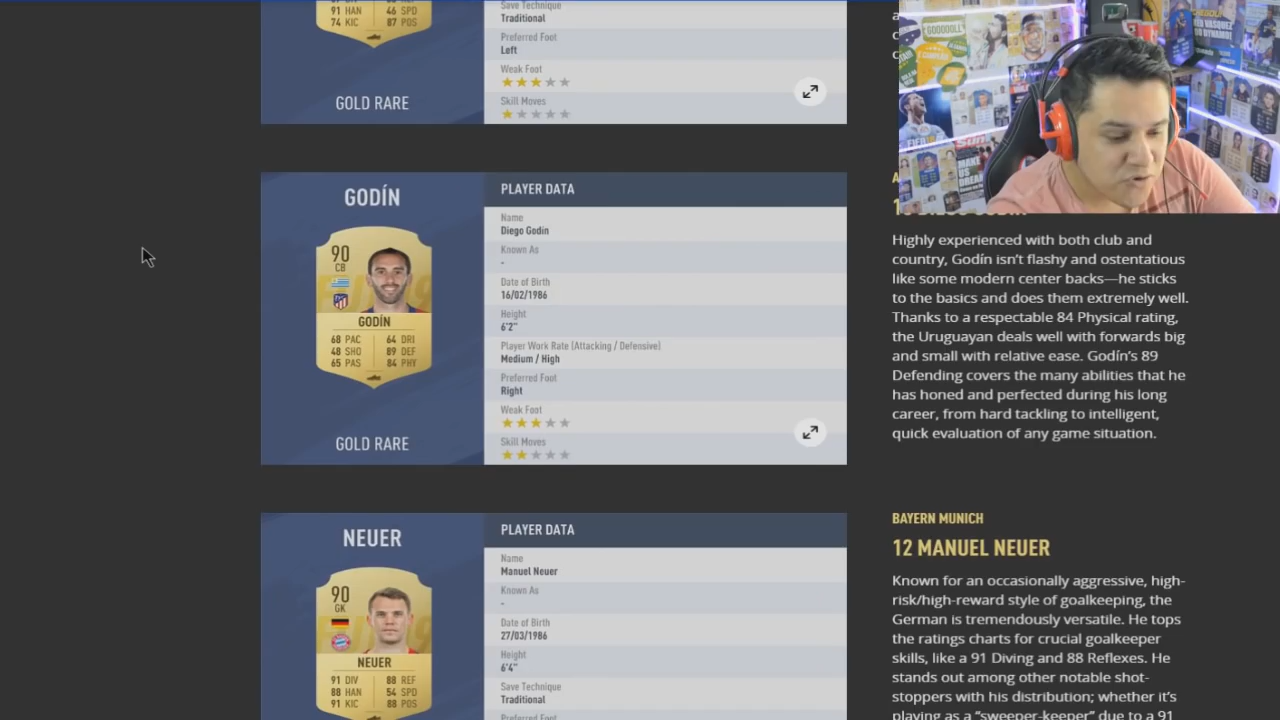 91 HAN 46 SPD
74 KIC 87 POS
GOLD RARE
Save Technique
Traditional
Preferred Foot
Left
Weak Foot
Skill Moves
GODÍN
90
CB
GODÍN
68 PAC 64 DRI
48 SHO 89 DEF
65 PAS 84 PHY
GOLD RARE
PLAYER DATA
Name
Diego Godin
Known As
-
Date of Birth
16/02/1986
Height
6'2"
Player Work Rate (Attacking / Defensive)
Medium / High
Preferred Foot
Right
Weak Foot
Skill Moves
Highly experienced with both club and
country, Godín isn't flashy and ostentatious
like some modern center backs—he sticks
to the basics and does them extremely well.
Thanks to a respectable 84 Physical rating,
the Uruguayan deals well with forwards big
and small with relative ease. Godín's 89
Defending covers the many abilities that he
has honed and perfected during his long
career, from hard tackling to intelligent,
quick evaluation of any game situation.
NEUER
90
GK
NEUER
91 DIV 88 REF
88 HAN 54 SPD
91 KIC 88 POS
PLAYER DATA
Name
Manuel Neuer
Known As
-
Date of Birth
27/03/1986
Height
6'4"
Save Technique
Traditional
Preferred Foot
BAYERN MUNICH
12 MANUEL NEUER
Known for an occasionally aggressive, high-
risk/high-reward style of goalkeeping, the
German is tremendously versatile. He tops
the ratings charts for crucial goalkeeper
skills, like a 91 Diving and 88 Reflexes. He
stands out among other notable shot-
stoppers with his distribution; whether it's
playing as a "sweeper-keeper" due to a 91